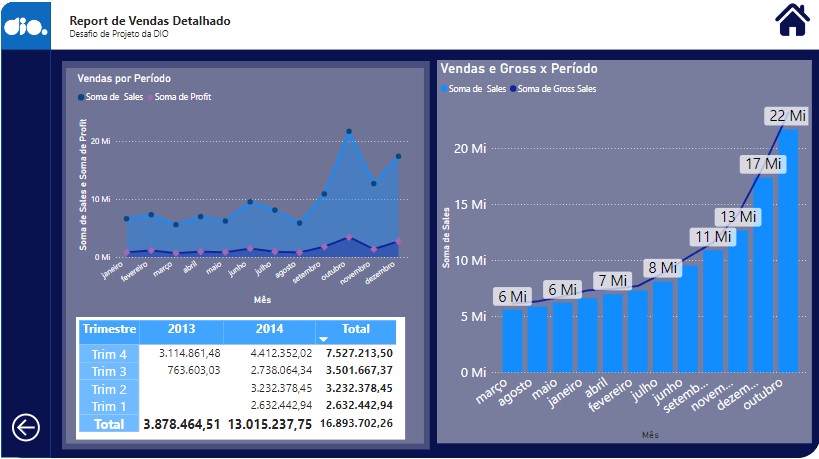 dio.
Report de Vendas Detalhado
Desafio de Projeto da DIO
Vendas por Período
Soma de Sales Soma de Profit
Soma de Sales e Soma de Profit
20 Mi
10 Mi
0 Mi
janeiro fevereiro março abril maio junho julho agosto setembro outubro novembro dezembro
Mês
Trimestre 2013 2014 Total
Trim 4 3.114.861,48 4.412.352,02 7.527.213,50
Trim 3 763.603,03 2.738.064,34 3.501.667,37
Trim 2 3.232.378,45 3.232.378,45
Trim 1 2.632.442,94 2.632.442,94
Total 3.878.464,51 13.015.237,75 16.893.702,26
Vendas e Gross x Período
Soma de Sales Soma de Gross Sales
Soma de Sales
20 Mi
15 Mi
10 Mi
5 Mi
0 Mi
6 Mi 6 Mi 7 Mi 8 Mi 11 Mi 13 Mi 17 Mi 22 Mi
março agosto maio janeiro abril fevereiro julho junho setemb... novem... dezem... outubro
Mês